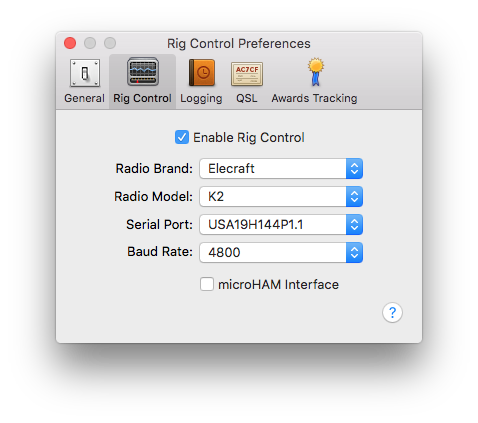 Rig Control Preferences
AC7CF
General Rig Control Logging QSL Awards Tracking
Enable Rig Control
Radio Brand: Elecraft
Radio Model: K2
Serial Port: USA19H144P1.1
Baud Rate: 4800
microHAM Interface
?